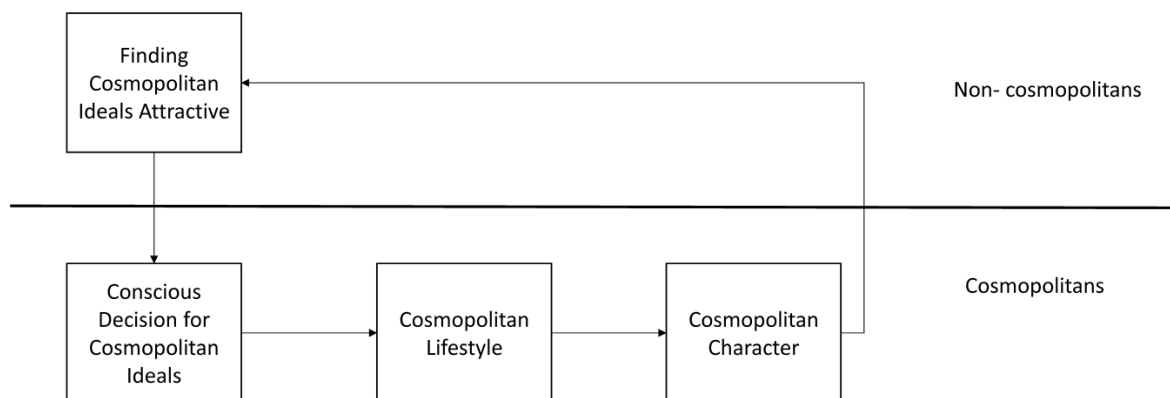 Finding
Cosmopolitan
Ideals Attractive
Non- cosmopolitans
Conscious
Decision for
Cosmopolitan
Ideals
Cosmopolitan
Lifestyle
Cosmopolitan
Character
Cosmopolitans